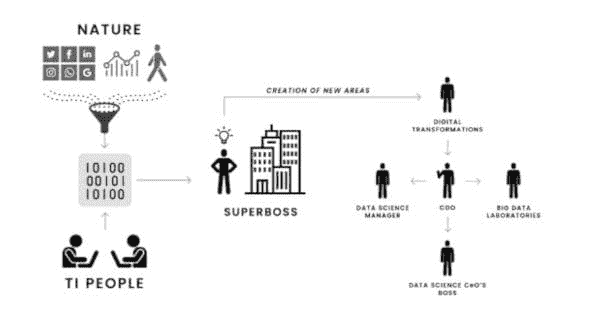 NATURE
10100
00101
10100
TI PEOPLE
SUPERBOSS
CREATION OF NEW AREAS
DIGITAL
TRANSFORMATIONS
DATA SCIENCE
MANAGER
CDO
BIG DATA
LABORATORIES
DATA SCIENCE CeO'S
BOSS